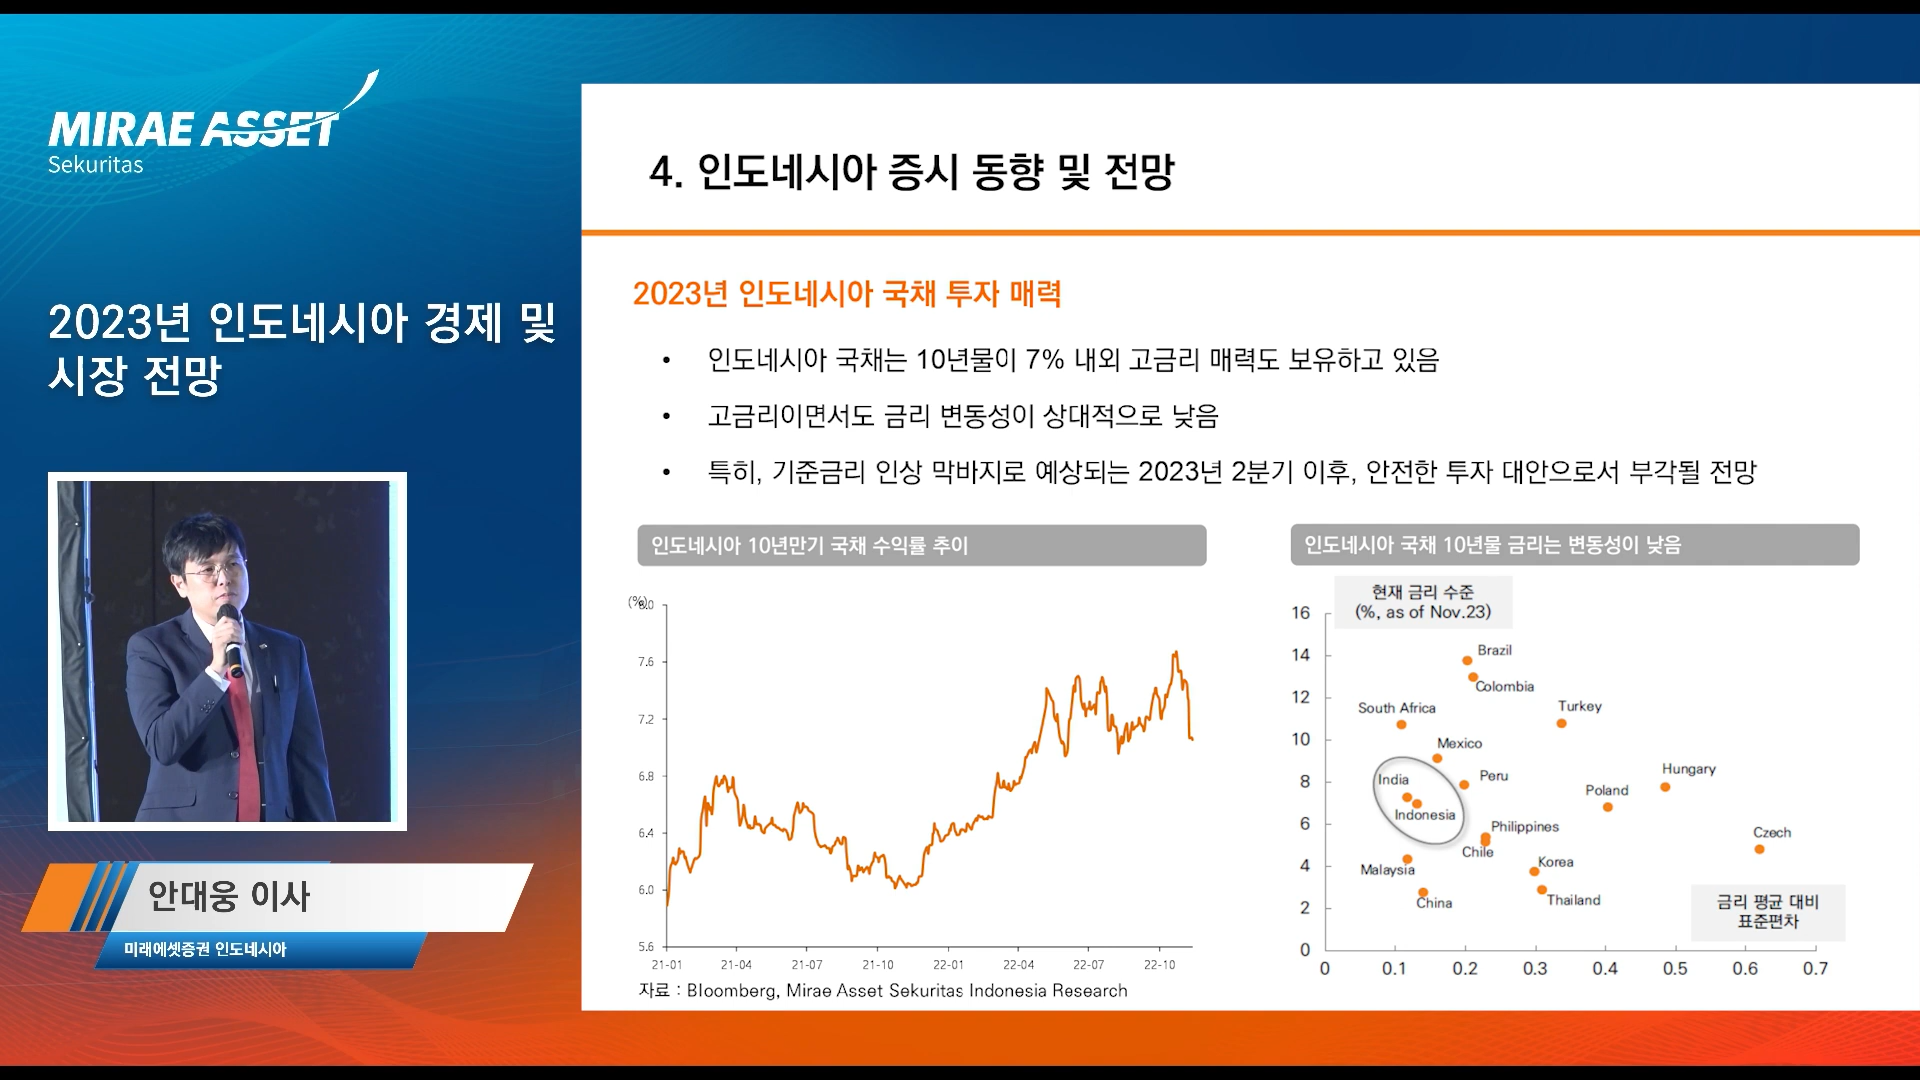 MIRAE ASSET
Sekuritas
2023년 인도네시아 경제 및
시장 전망
안대웅 이사
미래에셋증권 인도네시아
4. 인도네시아 증시 동향 및 전망
2023년 인도네시아 국채 투자 매력
• 인도네시아 국채는 10년물이 7% 내외 고금리 매력도 보유하고 있음
• 고금리이면서도 금리 변동성이 상대적으로 낮음
• 특히, 기준금리 인상 막바지로 예상되는 2023년 2분기 이후, 안전한 투자 대안으로서 부각될 전망
인도네시아 10년만기 국채 수익률 추이
(%)
8.0
7.6
7.2
6.8
6.4
6.0
5.6
21-01 21-04 21-07 21-10 22-01 22-04 22-07 22-10
자료 : Bloomberg, Mirae Asset Sekuritas Indonesia Research
인도네시아 국채 10년물 금리는 변동성이 낮음
현재 금리 수준
(%, as of Nov.23)
16
14
12
10
8
6
4
2
0
Brazil
Colombia
South Africa
Turkey
Mexico
Hungary
India
Peru
Poland
Indonesia
Philippines
Czech
Chile
Korea
Malaysia
Thailand
China
금리 평균 대비
표준편차
0 0.1 0.2 0.3 0.4 0.5 0.6 0.7